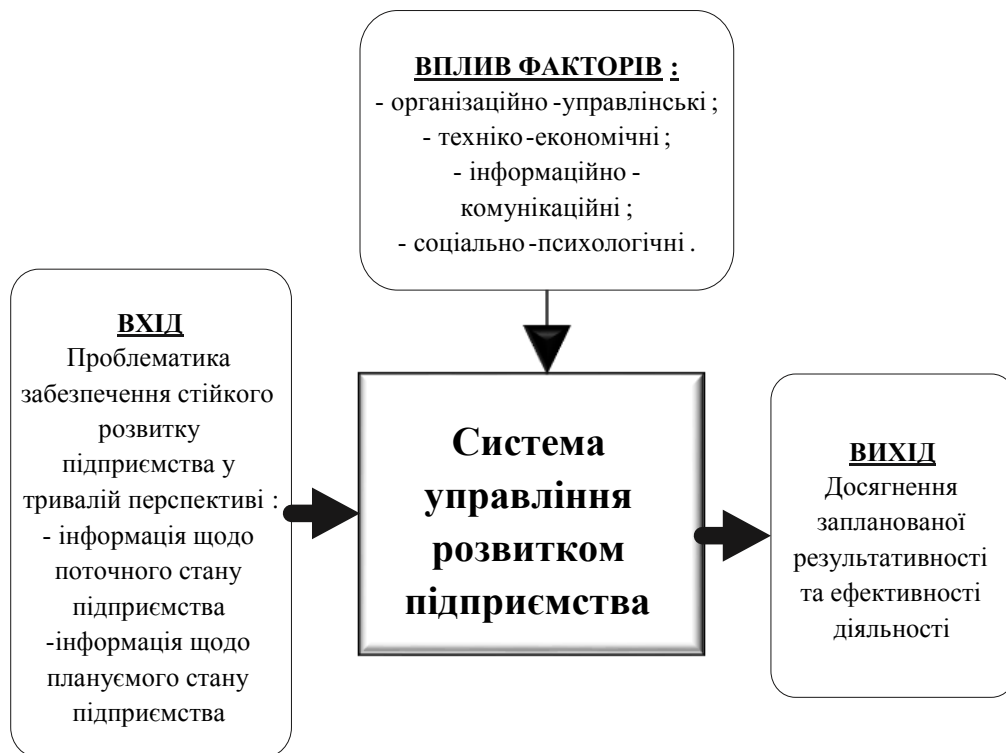 ВПЛИВ ФАКТОРІВ :
- організаційно -управлінські ;
- техніко -економічні ;
- інформаційно -
комунікаційні ;
- соціально -психологічні .
ВХІД
Проблематика
забезпечення стійкого
розвитку
підприємства у
тривалій перспективі :
- інформація щодо
поточного стану
підприємства
-інформація щодо
плануємого стану
підприємства
Система
управління
розвитком
підприємства
ВИХІД
Досягнення
запланованої
результативності
та ефективності
діяльності